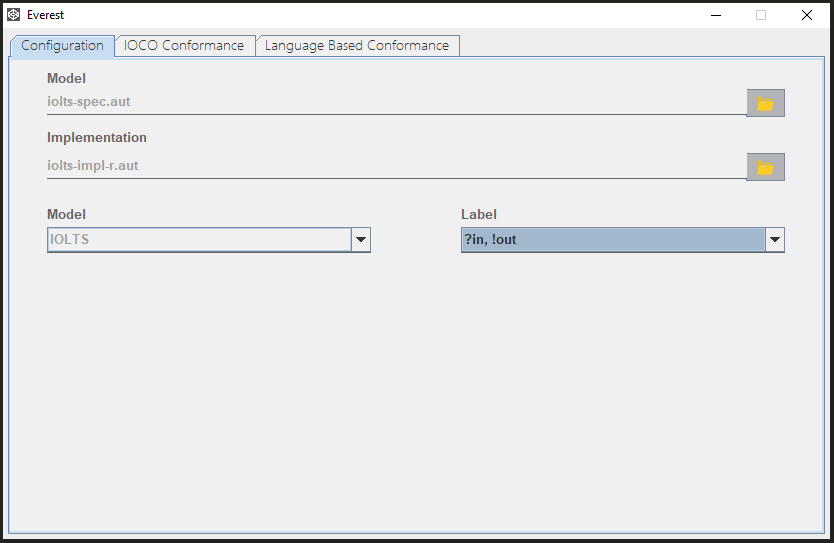 Everest
Configuration IOCO Conformance Language Based Conformance
Model
iolts-spec.aut
Implementation
iolts-impl-r.aut
Model Label
IOLTS ?in, !out